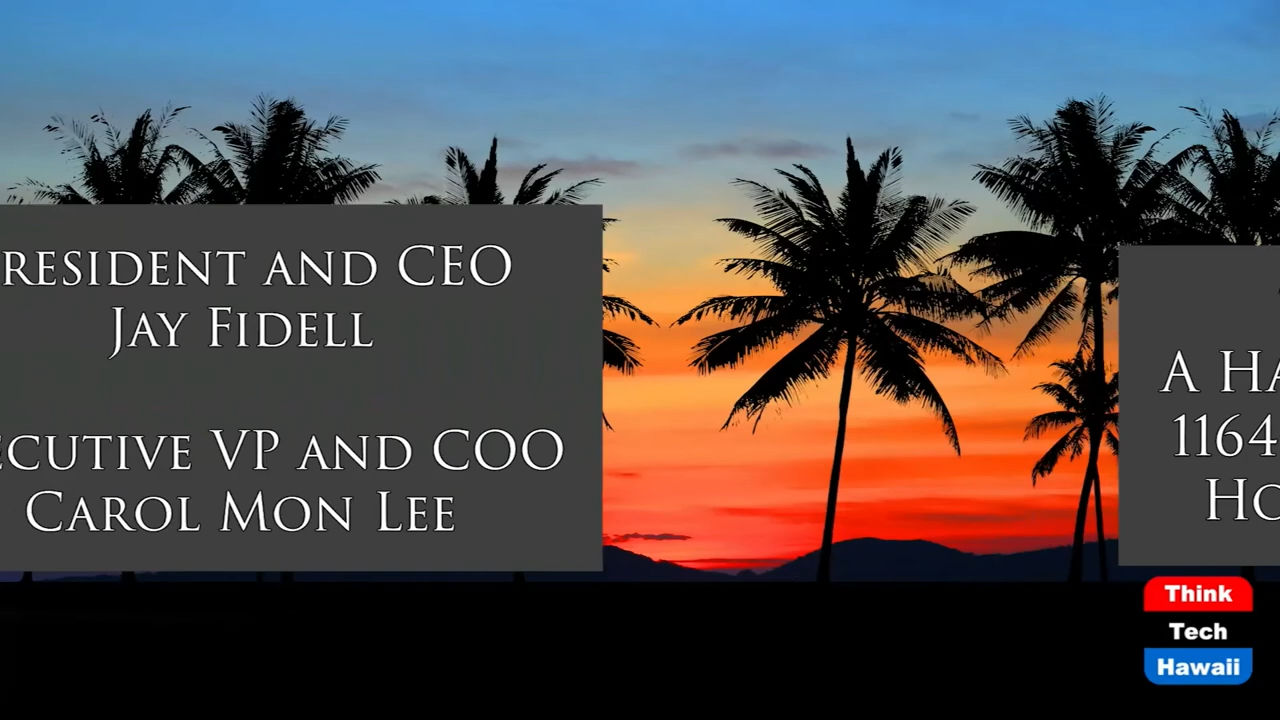 RESIDENT AND CEO
JAY FIDELL
ECUTIVE VP AND COO
CAROL MON LEE
A HA
1164
HO
Think
Tech
Hawaii